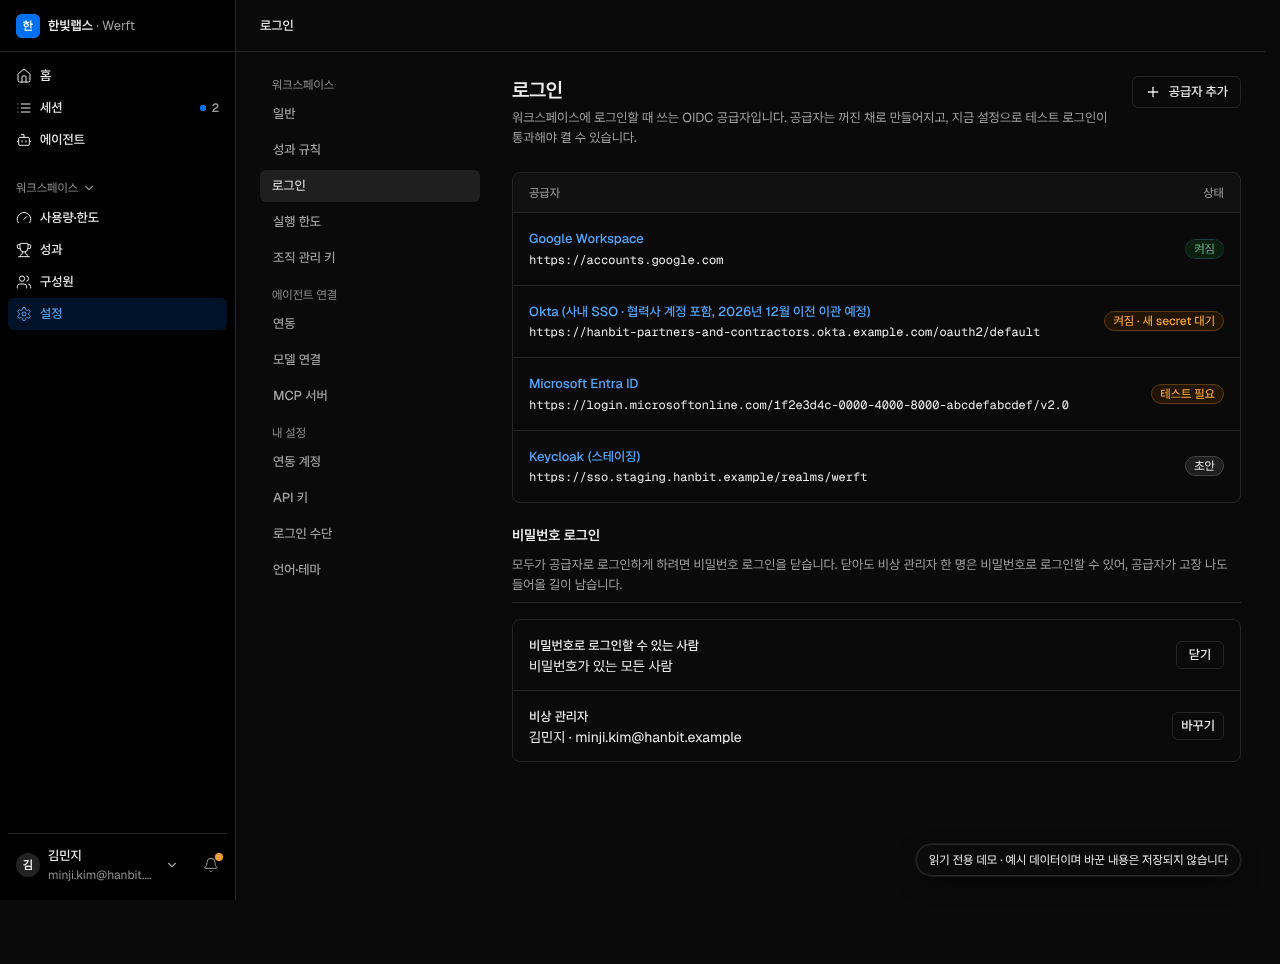 한 한빛랩스 · Werft
홈
세션 2
에이전트
워크스페이스
사용량·한도
성과
구성원
설정
김 김민지
minji.kim@hanbit....
로그인
워크스페이스
일반
성과 규칙
로그인
실행 한도
조직 관리 키
에이전트 연결
연동
모델 연결
MCP 서버
내 설정
연동 계정
API 키
로그인 수단
언어·테마
로그인
공급자 추가
워크스페이스에 로그인할 때 쓰는 OIDC 공급자입니다. 공급자는 꺼진 채로 만들어지고, 지금 설정으로 테스트 로그인이
통과해야 켤 수 있습니다.
공급자 상태
Google Workspace
https://accounts.google.com
켜짐
Okta (사내 SSO · 협력사 계정 포함, 2026년 12월 이전 이관 예정)
https://hanbit-partners-and-contractors.okta.example.com/oauth2/default
켜짐 · 새 secret 대기
Microsoft Entra ID
https://login.microsoftonline.com/1f2e3d4c-0000-4000-8000-abcdefabcdef/v2.0
테스트 필요
Keycloak (스테이징)
https://sso.staging.hanbit.example/realms/werft
초안
비밀번호 로그인
모두가 공급자로 로그인하게 하려면 비밀번호 로그인을 닫습니다. 닫아도 비상 관리자 한 명은 비밀번호로 로그인할 수 있어, 공급자가 고장 나도
들어올 길이 남습니다.
비밀번호로 로그인할 수 있는 사람
비밀번호가 있는 모든 사람
닫기
비상 관리자
김민지 · minji.kim@hanbit.example
바꾸기
읽기 전용 데모 · 예시 데이터이며 바꾼 내용은 저장되지 않습니다